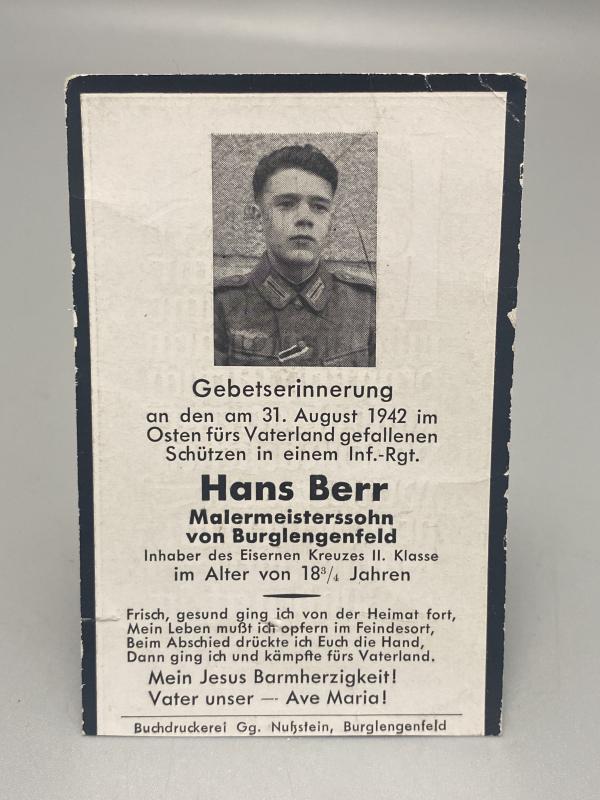 Gebetserinnerung
an den am 31. August 1942 im
Osten fürs Vaterland gefallenen
Schützen in einem Inf.-Rgt.
Hans Berr
Malermeisterssohn
von Burglengenfeld
Inhaber des Eisernen Kreuzes II. Klasse
im Alter von 18³/₄ Jahren
Frisch, gesund ging ich von der Heimat fort,
Mein Leben mußt ich opfern im Feindesort,
Beim Abschied drückte ich Euch die Hand,
Dann ging ich und kämpfte fürs Vaterland.
Mein Jesus Barmherzigkeit!
Vater unser — Ave Maria!
Buchdruckerei Gg. Nußstein, Burglengenfeld